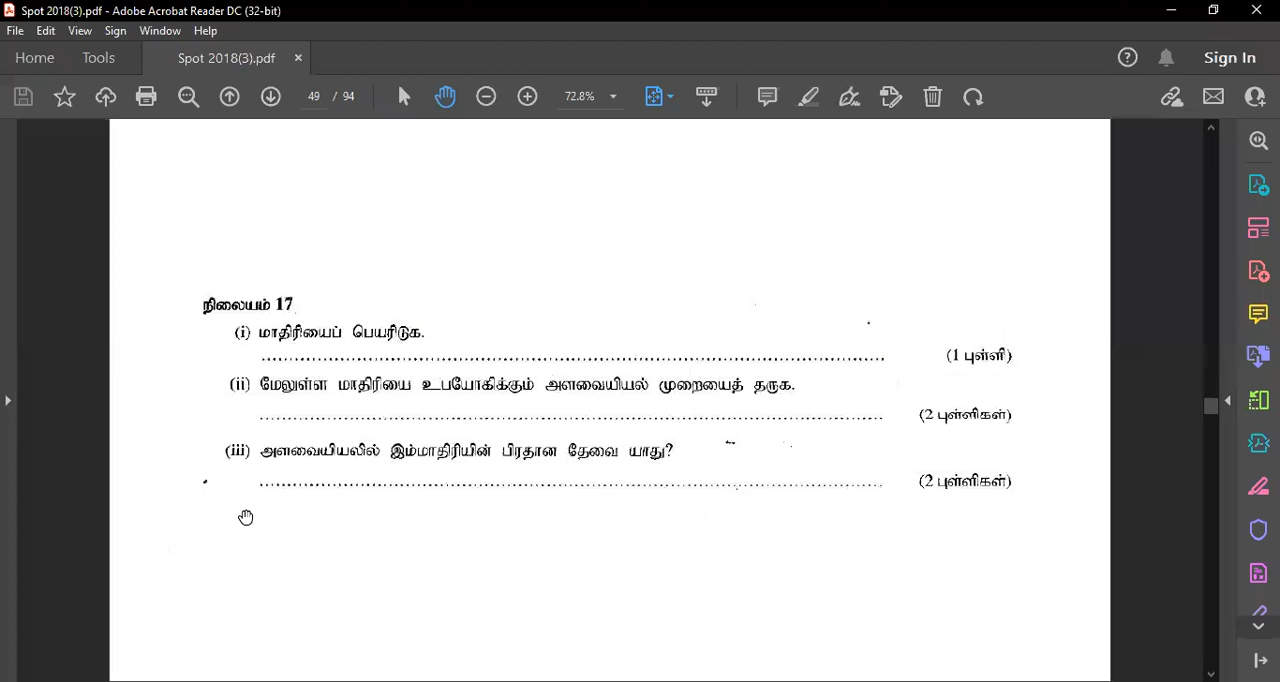 Spot 2018(3).pdf - Adobe Acrobat Reader DC (32-bit)
File Edit View Sign Window Help
Home Tools Spot 2018(3).pdf × Sign In
49 / 94 72.8%
நிலையம் 17
(i) மாதிரியைப் பெயரிடுக.
(1 புள்ளி)
(ii) மேலுள்ள மாதிரியை உபயோகிக்கும் அளவையியல் முறையைத் தருக.
(2 புள்ளிகள்)
(iii) அளவையியலில் இம்மாதிரியின் பிரதான தேவை யாது?
(2 புள்ளிகள்)